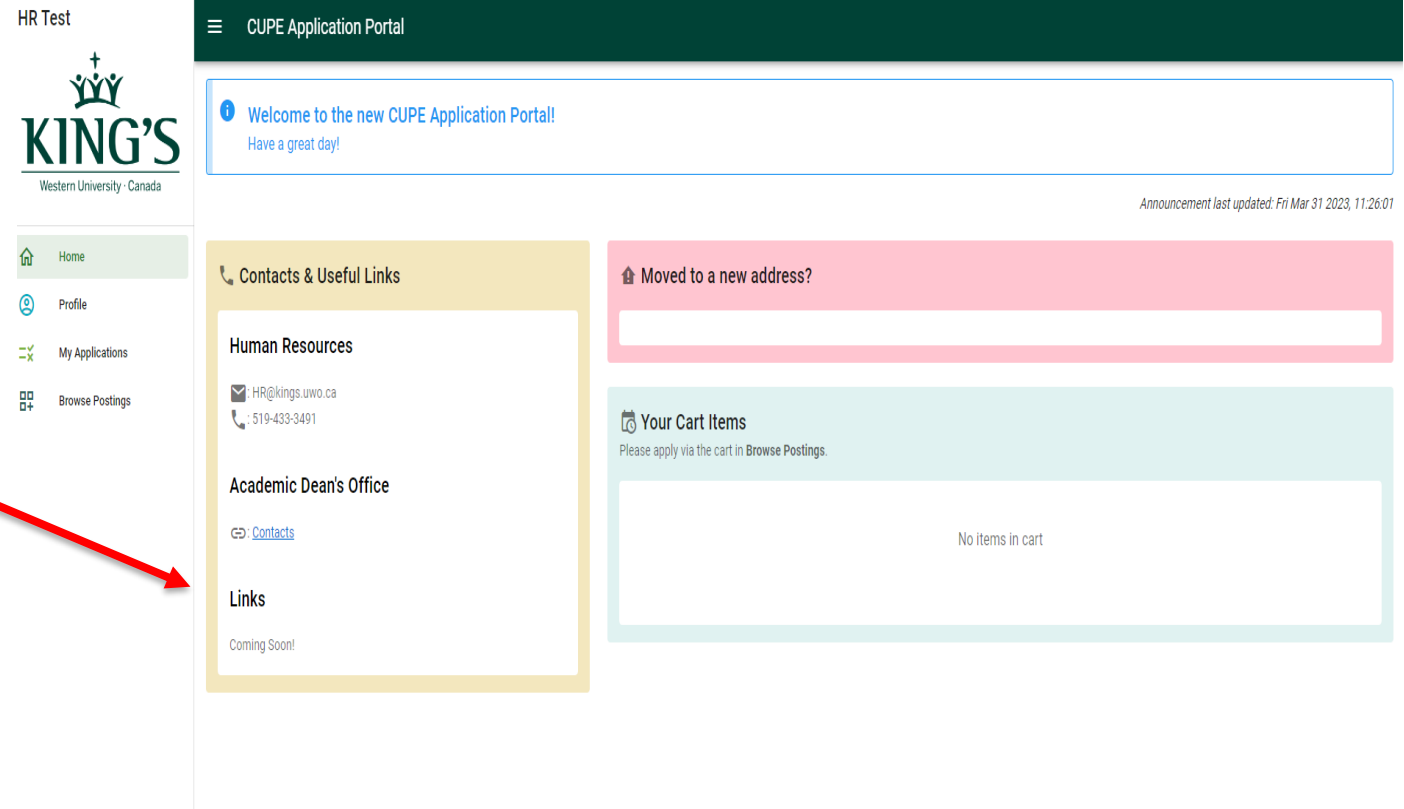 HR Test
KING'S
Western University · Canada
Home
Profile
My Applications
Browse Postings
CUPE Application Portal
Welcome to the new CUPE Application Portal!
Have a great day!
Announcement last updated: Fri Mar 31 2023, 11:26:01
Contacts & Useful Links
Human Resources
: HR@kings.uwo.ca
: 519-433-3491
Academic Dean's Office
: Contacts
Links
Coming Soon!
Moved to a new address?
Your Cart Items
Please apply via the cart in Browse Postings.
No items in cart